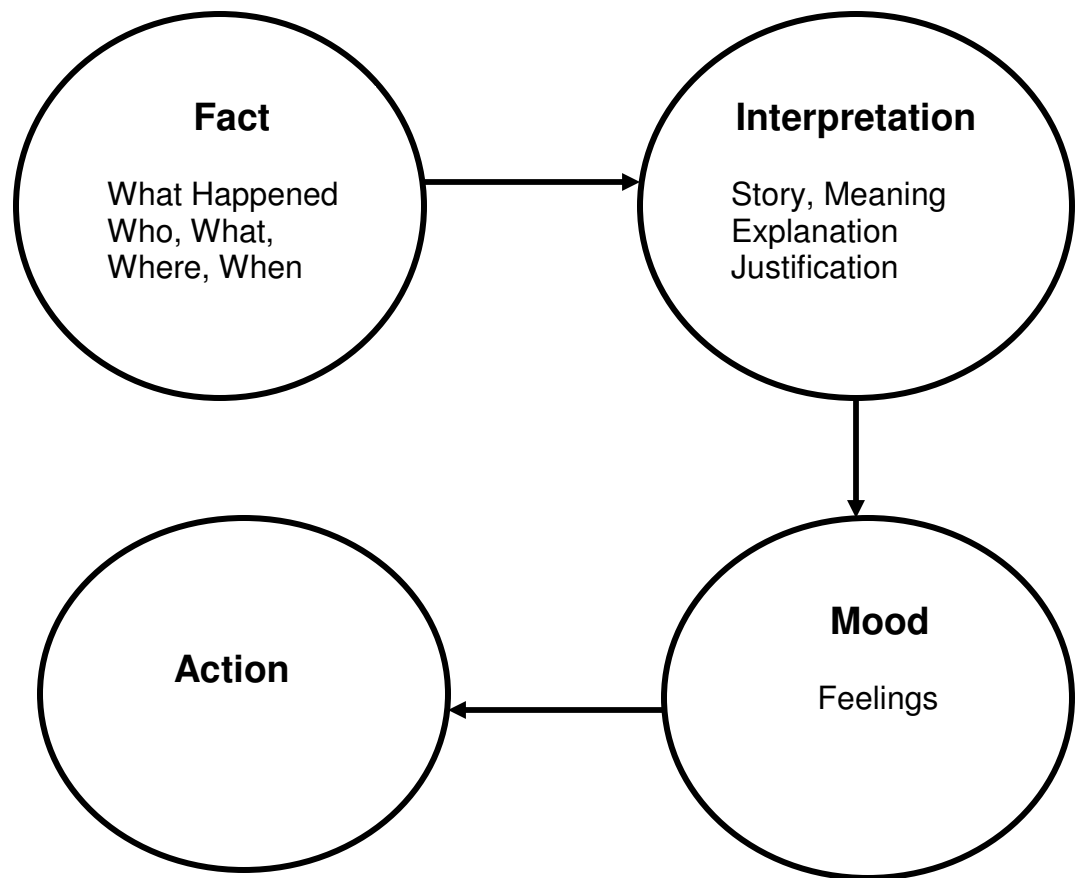 Fact
What Happened
Who, What,
Where, When
Interpretation
Story, Meaning
Explanation
Justification
Mood
Feelings
Action